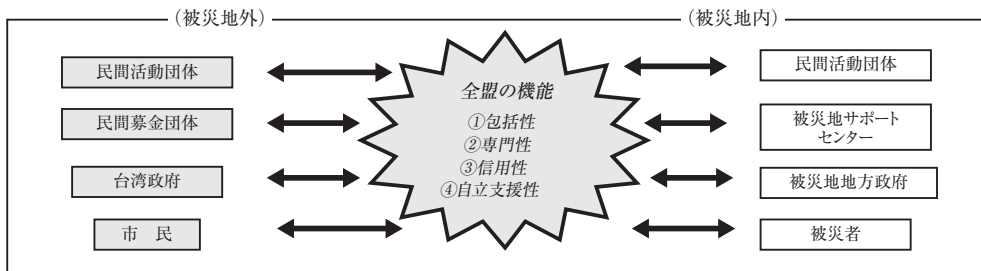 （被災地外）
（被災地内）
民間活動団体
民間募金団体
台湾政府
市　民
全盟の機能
①包括性
②専門性
③信用性
④自立支援性
民間活動団体
被災地サポート
センター
被災地地方政府
被災者